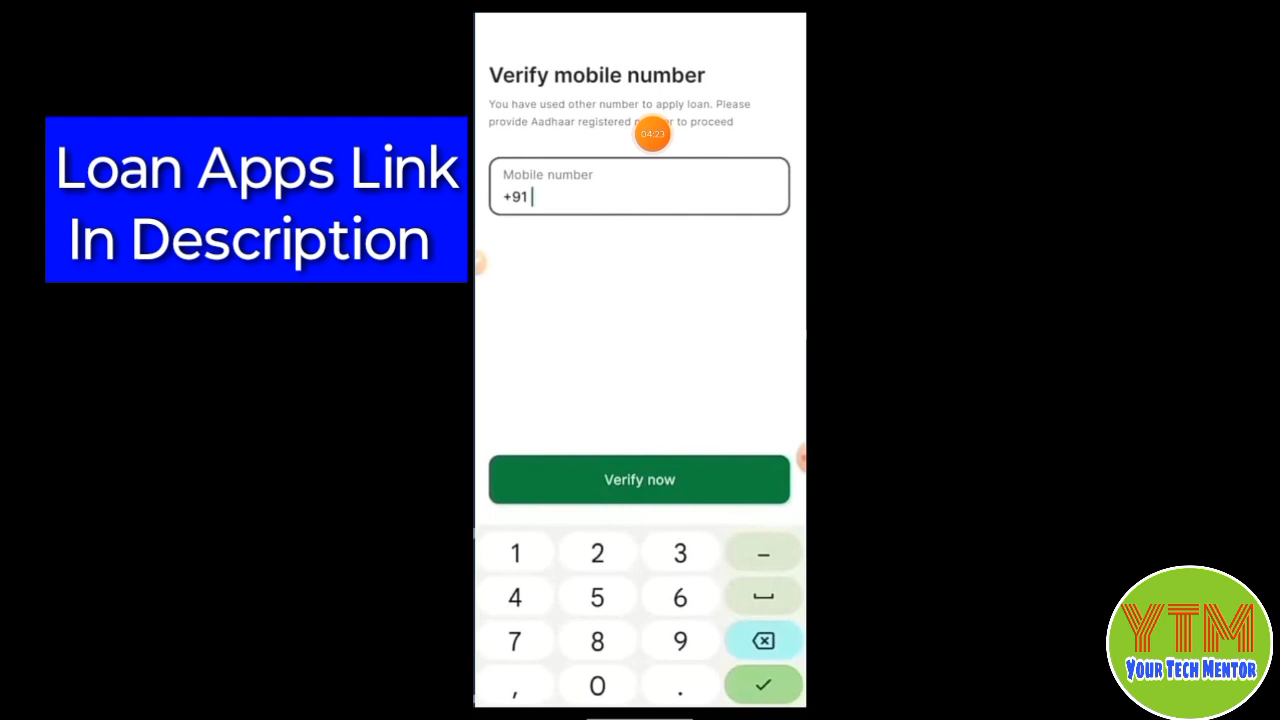 Loan Apps Link
In Description
Verify mobile number
You have used other number to apply loan. Please
provide Aadhaar registered to proceed
04:23
Mobile number
+91
Verify now
1 2 3 –
4 5 6
7 8 9
, 0 .
YTM
YOUR TECH MENTOR